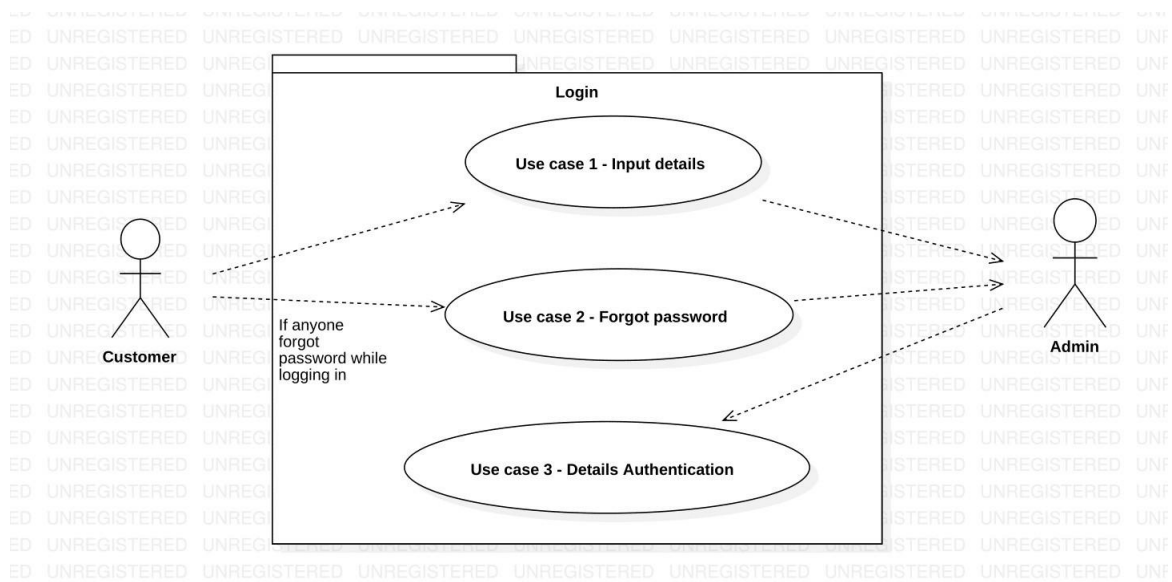 Login
Use case 1 - Input details
Use case 2 - Forgot password
If anyone
forgot
password while
logging in
Customer
Admin
Use case 3 - Details Authentication
UNREGISTERED